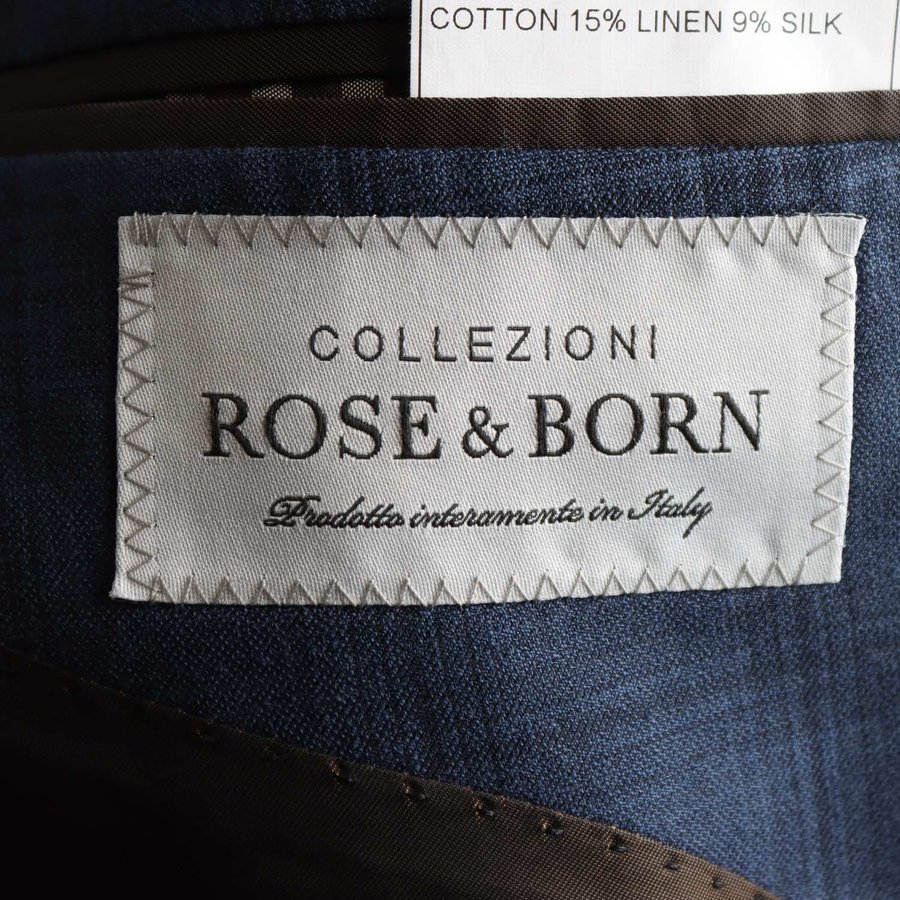 COTTON 15% LINEN 9% SILK
COLLEZIONI
ROSE & BORN
Prodotto interamente in Italy